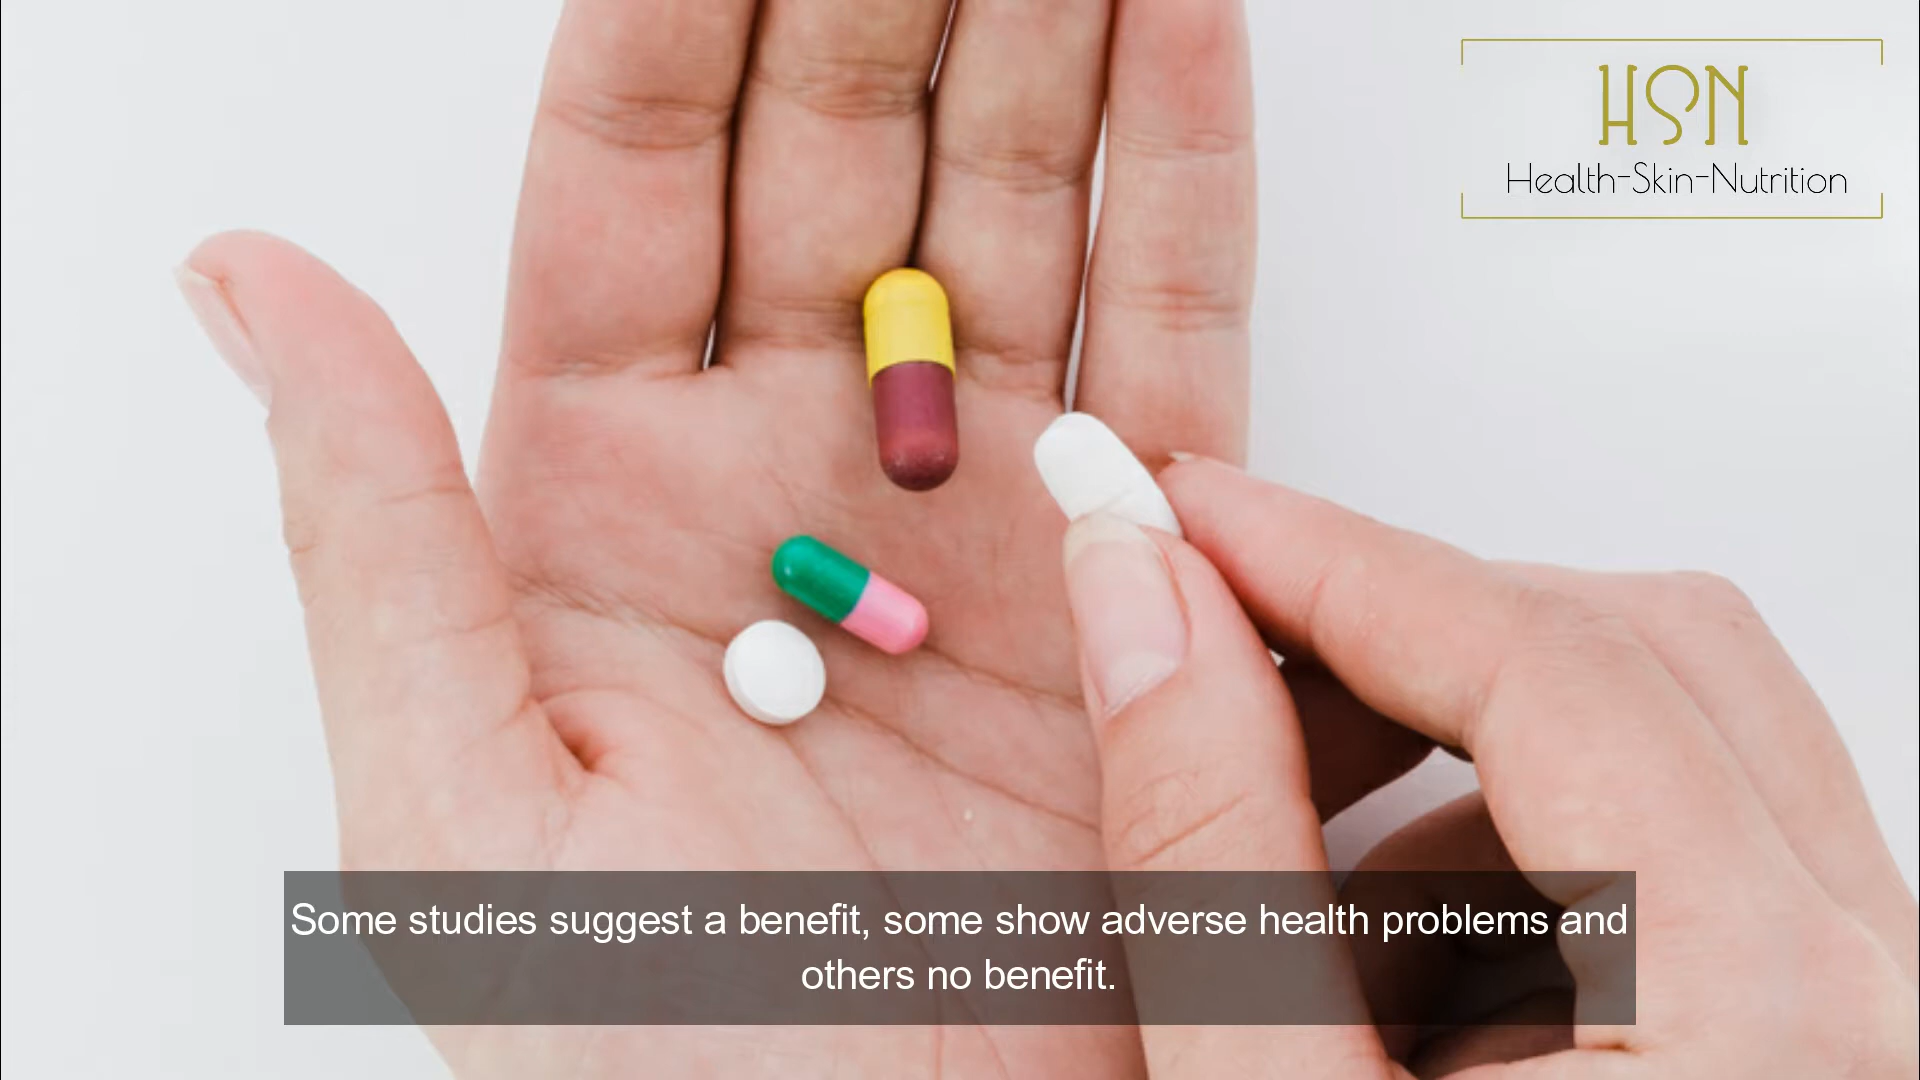 HSN
Health-Skin-Nutrition
Some studies suggest a benefit, some show adverse health problems and
others no benefit.